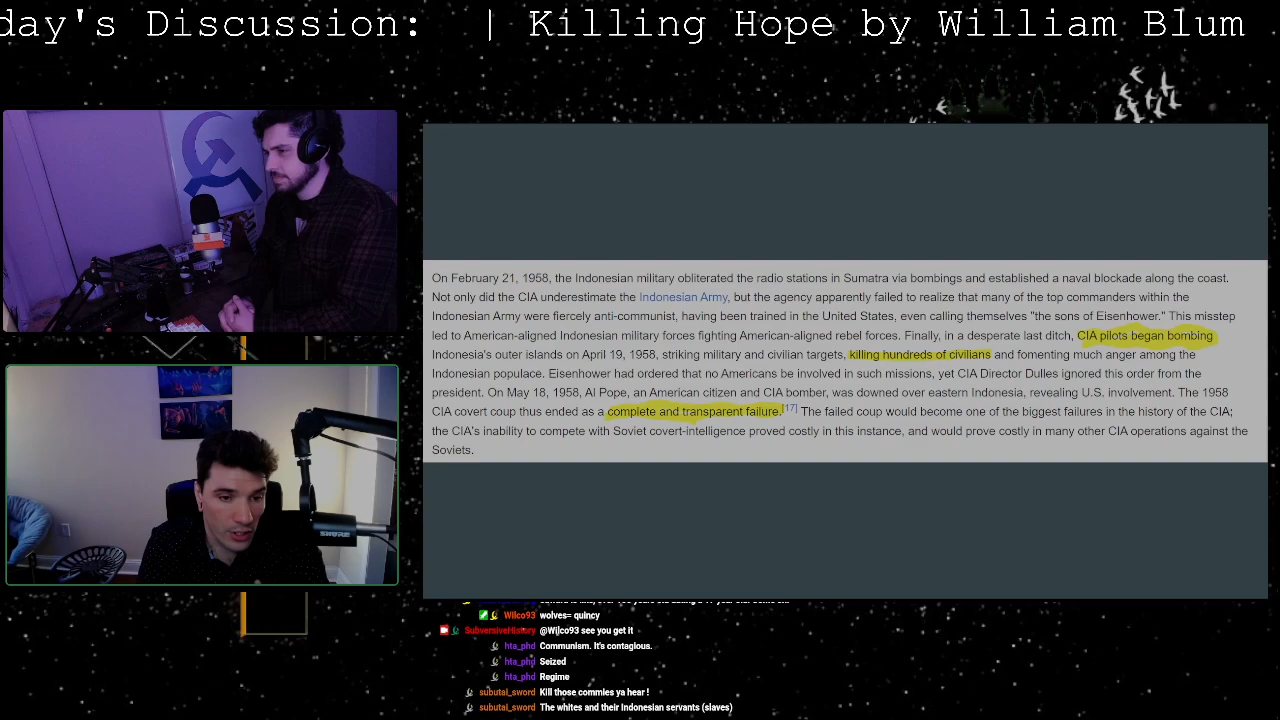 day's Discussion: | Killing Hope by William Blum
On February 21, 1958, the Indonesian military obliterated the radio stations in Sumatra via bombings and established a naval blockade along the coast.
Not only did the CIA underestimate the Indonesian Army, but the agency apparently failed to realize that many of the top commanders within the
Indonesian Army were fiercely anti-communist, having been trained in the United States, even calling themselves "the sons of Eisenhower." This misstep
led to American-aligned Indonesian military forces fighting American-aligned rebel forces. Finally, in a desperate last ditch, CIA pilots began bombing
Indonesia's outer islands on April 19, 1958, striking military and civilian targets, killing hundreds of civilians and fomenting much anger among the
Indonesian populace. Eisenhower had ordered that no Americans be involved in such missions, yet CIA Director Dulles ignored this order from the
president. On May 18, 1958, Al Pope, an American citizen and CIA bomber, was downed over eastern Indonesia, revealing U.S. involvement. The 1958
CIA covert coup thus ended as a complete and transparent failure.[17] The failed coup would become one of the biggest failures in the history of the CIA;
the CIA's inability to compete with Soviet covert-intelligence proved costly in this instance, and would prove costly in many other CIA operations against the
Soviets.
SHURE
Wilco93 wolves= quincy
SubversiveHistory @Wilco93 see you get it
hta_phd Communism. It's contagious.
hta_phd Seized
hta_phd Regime
subutai_sword Kill those commies ya hear !
subutai_sword The whites and their Indonesian servants (slaves)